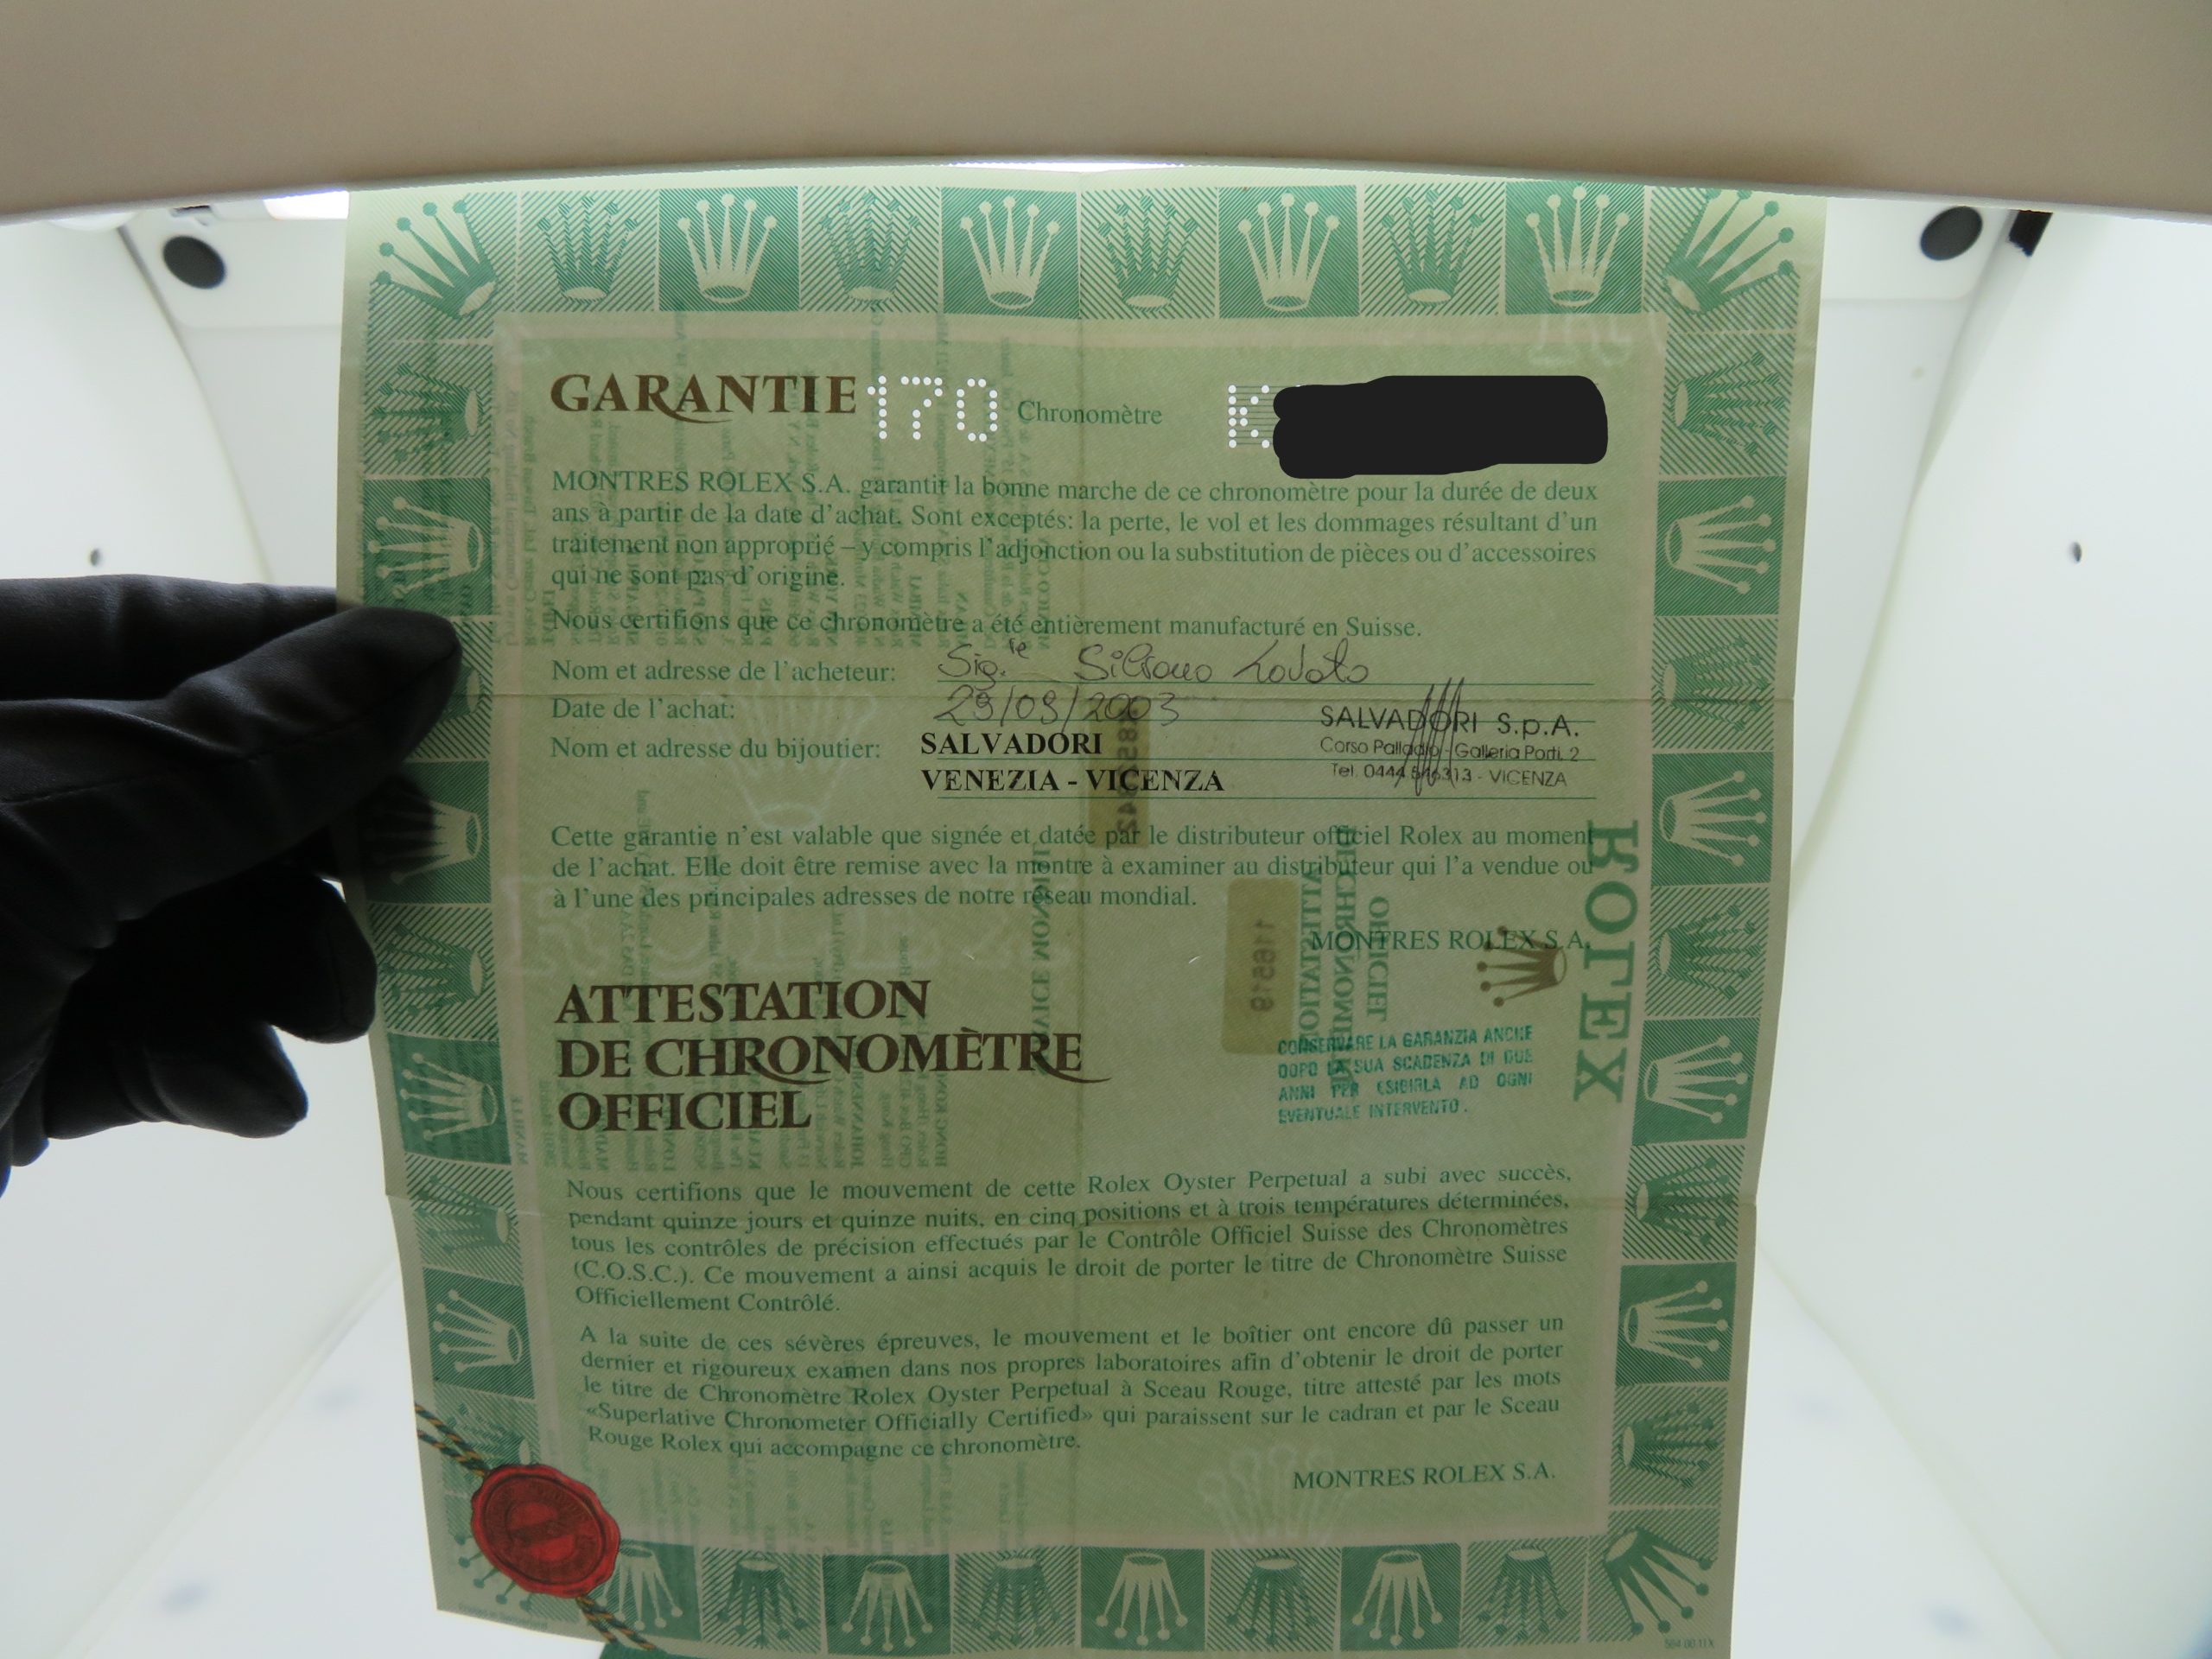 GARANTIE 170 Chronomètre K
MONTRES ROLEX S.A. garantit la bonne marche de ce chronomètre pour la durée de deux
ans à partir de la date d'achat. Sont exceptés: la perte, le vol et les dommages résultant d'un
traitement non approprié – y compris l'adjonction ou la substitution de pièces ou d'accessoires
qui ne sont pas d'origine.
Nous certifions que ce chronomètre a été entièrement manufacturé en Suisse.
Nom et adresse de l'acheteur: Sig.
Date de l'achat: 29/09/2003
SALVADORI S.p.A.
Nom et adresse du bijoutier: SALVADORI
Corso Palladio - Galleria Porti, 2
VENEZIA - VICENZA
Tel. 0444 546313 - VICENZA
Cette garantie n'est valable que signée et datée par le distributeur officiel Rolex au moment
de l'achat. Elle doit être remise avec la montre à examiner au distributeur qui l'a vendue ou
à l'une des principales adresses de notre réseau mondial.
MONTRES ROLEX S.A.
ROLEX
116519
ATTESTATION
DE CHRONOMÈTRE
OFFICIEL
CONSERVARE LA GARANZIA ANCHE
DOPO LA SUA SCADENZA DI DUE
ANNI PER ESIBIRLA AD OGNI
EVENTUALE INTERVENTO.
Nous certifions que le mouvement de cette Rolex Oyster Perpetual a subi avec succès,
pendant quinze jours et quinze nuits, en cinq positions et à trois températures déterminées,
tous les contrôles de précision effectués par le Contrôle Officiel Suisse des Chronomètres
(C.O.S.C.). Ce mouvement a ainsi acquis le droit de porter le titre de Chronomètre Suisse
Officiellement Contrôlé.
A la suite de ces sévères épreuves, le mouvement et le boîtier ont encore dû passer un
dernier et rigoureux examen dans nos propres laboratoires afin d'obtenir le droit de porter
le titre de Chronomètre Rolex Oyster Perpetual à Sceau Rouge, titre attesté par les mots
«Superlative Chronometer Officially Certified» qui paraissent sur le cadran et par le Sceau
Rouge Rolex qui accompagne ce chronomètre.
MONTRES ROLEX S.A.